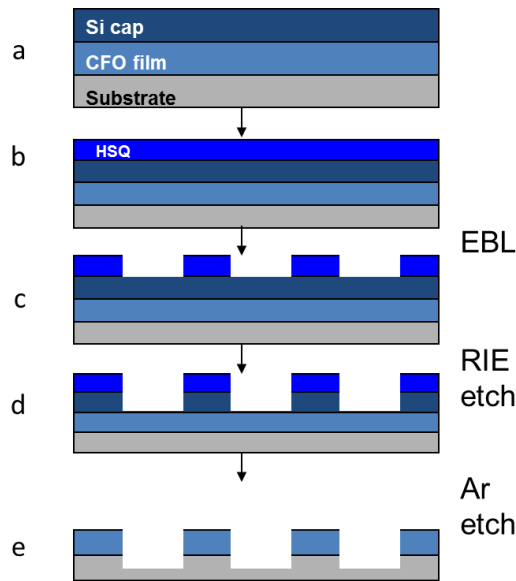 a
Si cap
CFO film
Substrate
b
HSQ
EBL
c
RIE
etch
d
Ar
etch
e